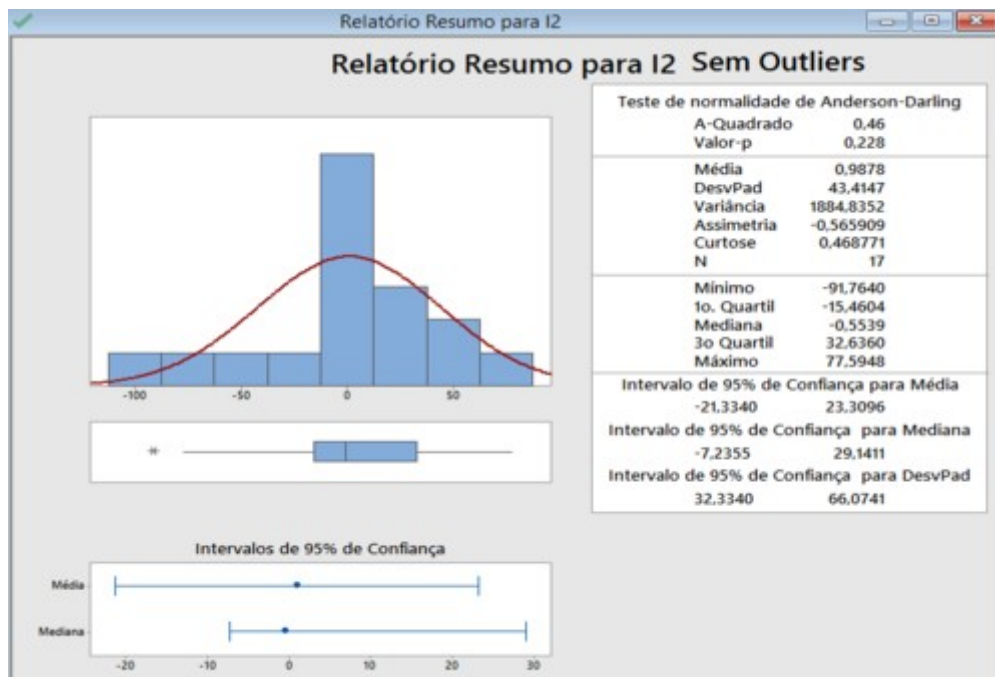 Relatório Resumo para I2
Relatório Resumo para I2 Sem Outliers
Teste de normalidade de Anderson-Darling
A-Quadrado 0,46
Valor-p 0,228
Média 0,9878
DesvPad 43,4147
Variância 1884,8352
Assimetria -0,565909
Curtose 0,468771
N 17
Mínimo -91,7640
1o. Quartil -15,4604
Mediana -0,5539
3o Quartil 32,6360
Máximo 77,5948
Intervalo de 95% de Confiança para Média
-21,3340 23,3096
Intervalo de 95% de Confiança para Mediana
-7,2355 29,1411
Intervalo de 95% de Confiança para DesvPad
32,3340 66,0741
-100 -50 0 50
Intervalos de 95% de Confiança
Média
Mediana
-20 -10 0 10 20 30